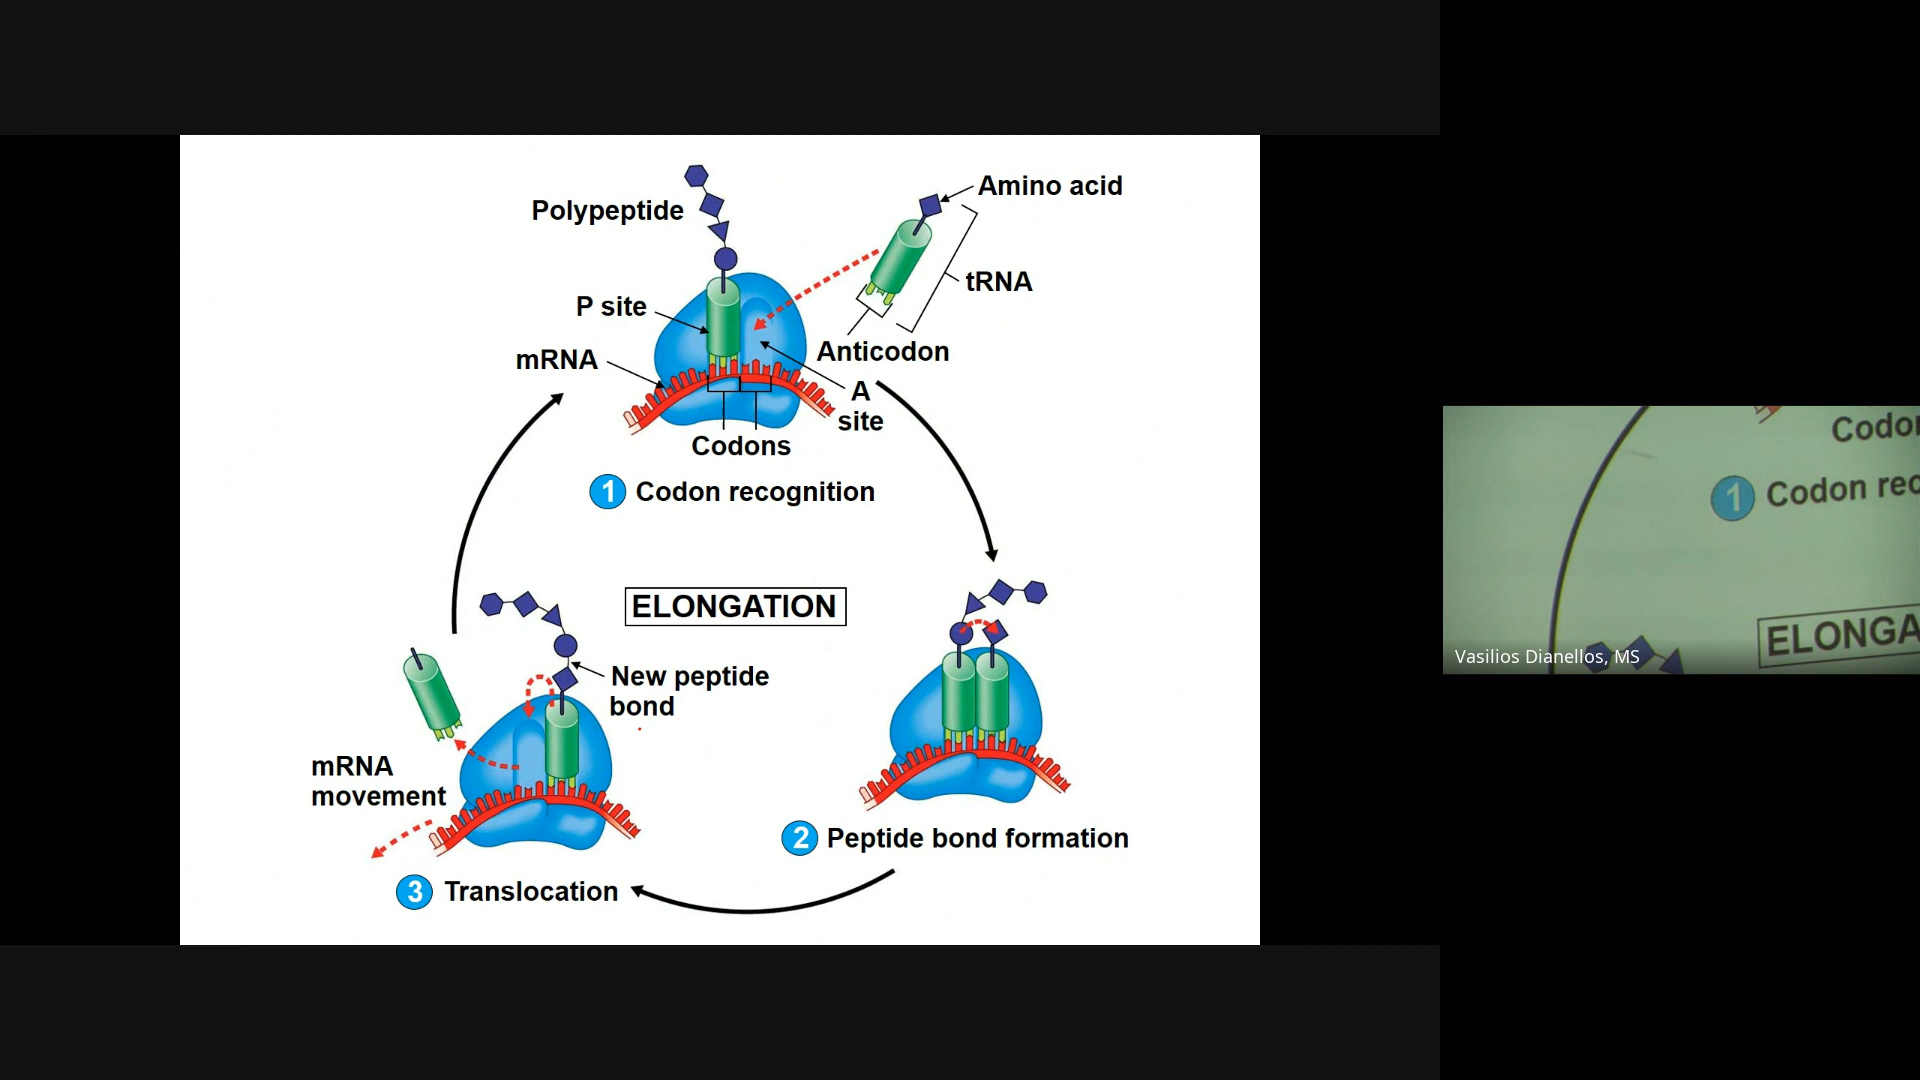 Polypeptide
Amino acid
P site
tRNA
mRNA
Anticodon
A
site
Codons
1 Codon recognition
ELONGATION
New peptide
bond
mRNA
movement
2 Peptide bond formation
3 Translocation
Codon
1 Codon rec
ELONGA
Vasilios Dianellos, MS